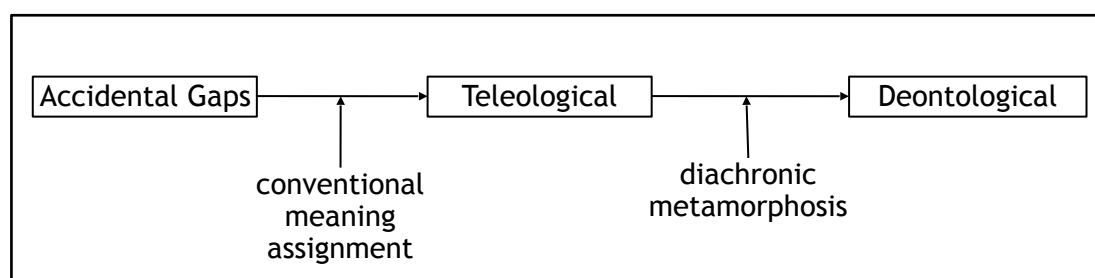 Accidental Gaps
Teleological
Deontological
conventional
meaning
assignment
diachronic
metamorphosis